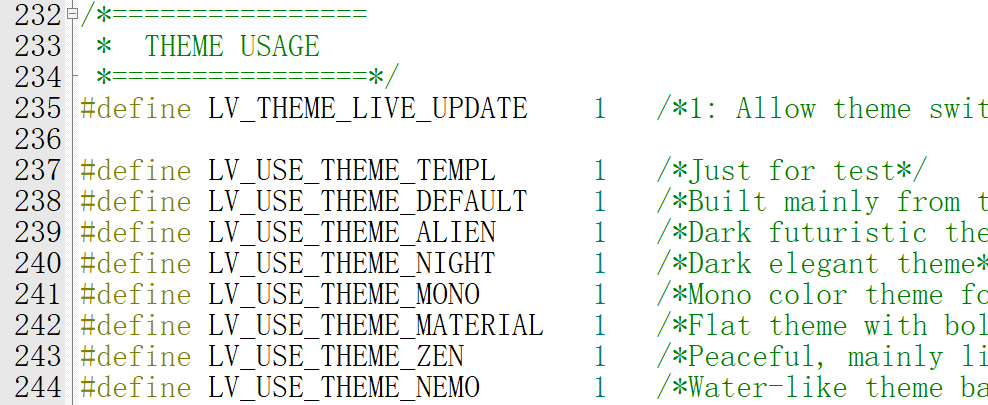 232 /*================
233  *  THEME USAGE
234  *================*/
235 #define LV_THEME_LIVE_UPDATE    1   /*1: Allow theme swit
236
237 #define LV_USE_THEME_TEMPL      1   /*Just for test*/
238 #define LV_USE_THEME_DEFAULT    1   /*Built mainly from t
239 #define LV_USE_THEME_ALIEN      1   /*Dark futuristic the
240 #define LV_USE_THEME_NIGHT      1   /*Dark elegant theme*
241 #define LV_USE_THEME_MONO       1   /*Mono color theme fo
242 #define LV_USE_THEME_MATERIAL   1   /*Flat theme with bol
243 #define LV_USE_THEME_ZEN        1   /*Peaceful, mainly li
244 #define LV_USE_THEME_NEMO       1   /*Water-like theme ba